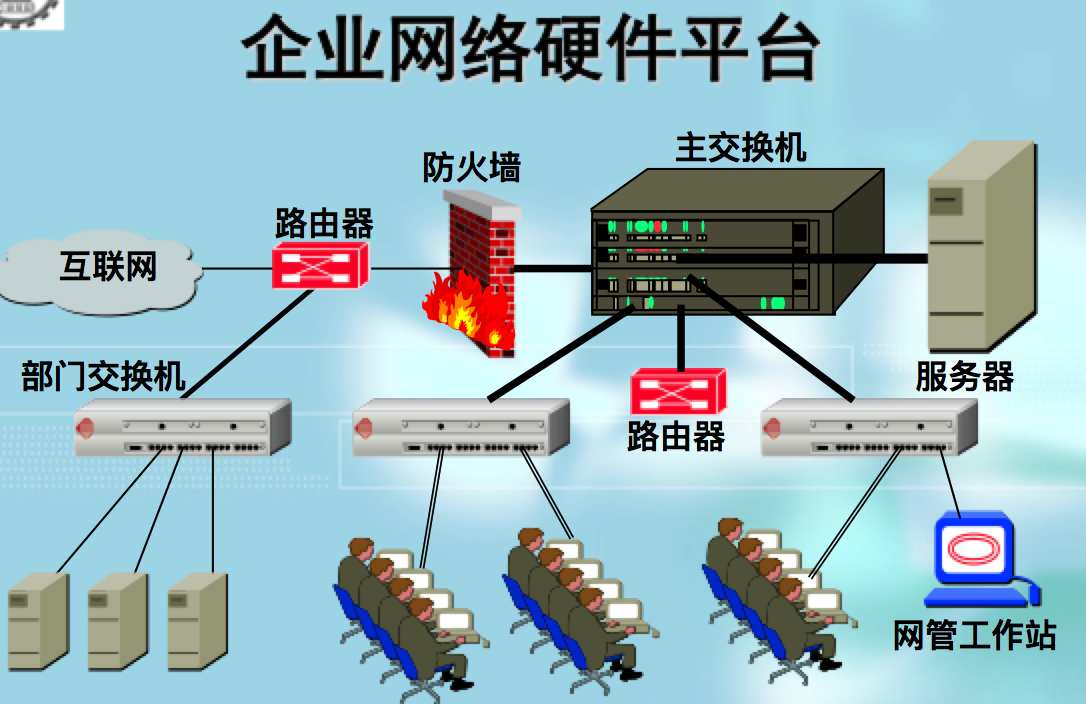 企业网络硬件平台
主交换机
防火墙
路由器
互联网
部门交换机
服务器
路由器
网管工作站